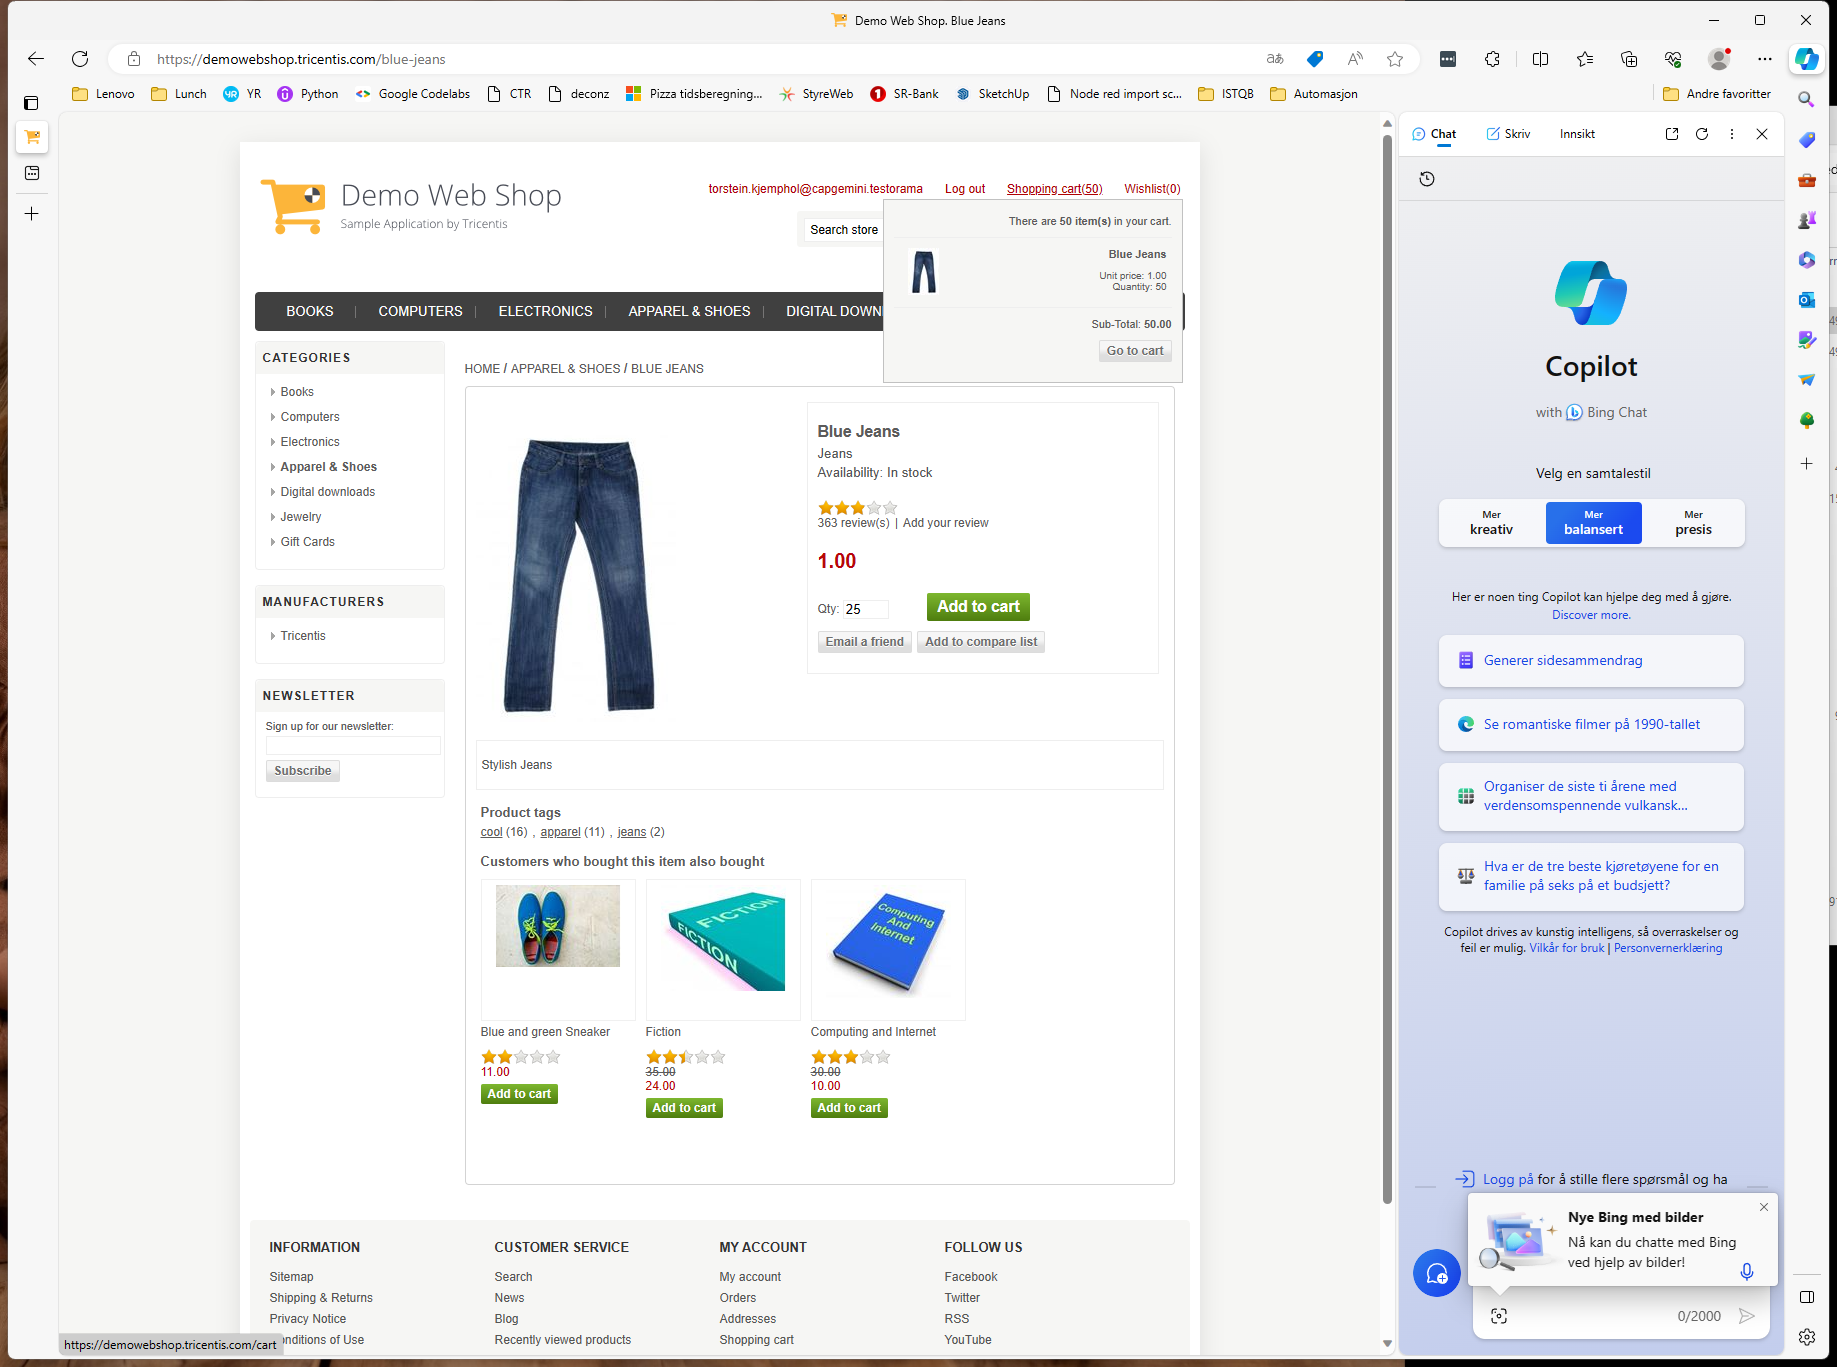 Demo Web Shop. Blue Jeans
https://demowebshop.tricentis.com/blue-jeans
Lenovo
Lunch
YR
Python
Google Codelabs
CTR
deconz
Pizza tidsberegning...
StyreWeb
SR-Bank
SketchUp
Node red import sc...
ISTQB
Automasjon
Andre favoritter
Demo Web Shop
Sample Application by Tricentis
torstein.kjemphol@capgemini.testorama
Log out
Shopping cart(50)
Wishlist(0)
Search store
There are 50 item(s) in your cart.
Blue Jeans
Unit price: 1.00
Quantity: 50
Sub-Total: 50.00
Go to cart
BOOKS
COMPUTERS
ELECTRONICS
APPAREL & SHOES
DIGITAL DOWN
CATEGORIES
Books
Computers
Electronics
Apparel & Shoes
Digital downloads
Jewelry
Gift Cards
MANUFACTURERS
Tricentis
NEWSLETTER
Sign up for our newsletter:
Subscribe
HOME / APPAREL & SHOES / BLUE JEANS
Blue Jeans
Jeans
Availability: In stock
363 review(s) | Add your review
1.00
Qty: 25
Add to cart
Email a friend
Add to compare list
Stylish Jeans
Product tags
cool (16) , apparel (11) , jeans (2)
Customers who bought this item also bought
FICTION
FICTION
Computing
And
Internet
Blue and green Sneaker
11.00
Add to cart
Fiction
35.00
24.00
Add to cart
Computing and Internet
30.00
10.00
Add to cart
INFORMATION
Sitemap
Shipping & Returns
Privacy Notice
onditions of Use
CUSTOMER SERVICE
Search
News
Blog
Recently viewed products
MY ACCOUNT
My account
Orders
Addresses
Shopping cart
FOLLOW US
Facebook
Twitter
RSS
YouTube
https://demowebshop.tricentis.com/cart
Chat
Skriv
Innsikt
Copilot
with Bing Chat
Velg en samtalestil
Mer
kreativ
Mer
balansert
Mer
presis
Her er noen ting Copilot kan hjelpe deg med å gjøre.
Discover more.
Generer sidesammendrag
Se romantiske filmer på 1990-tallet
Organiser de siste ti årene med
verdensomspennende vulkansk...
Hva er de tre beste kjøretøyene for en
familie på seks på et budsjett?
Copilot drives av kunstig intelligens, så overraskelser og
feil er mulig. Vilkår for bruk | Personvernerklæring
Logg på for å stille flere spørsmål og ha
Nye Bing med bilder
Nå kan du chatte med Bing
ved hjelp av bilder!
0/2000